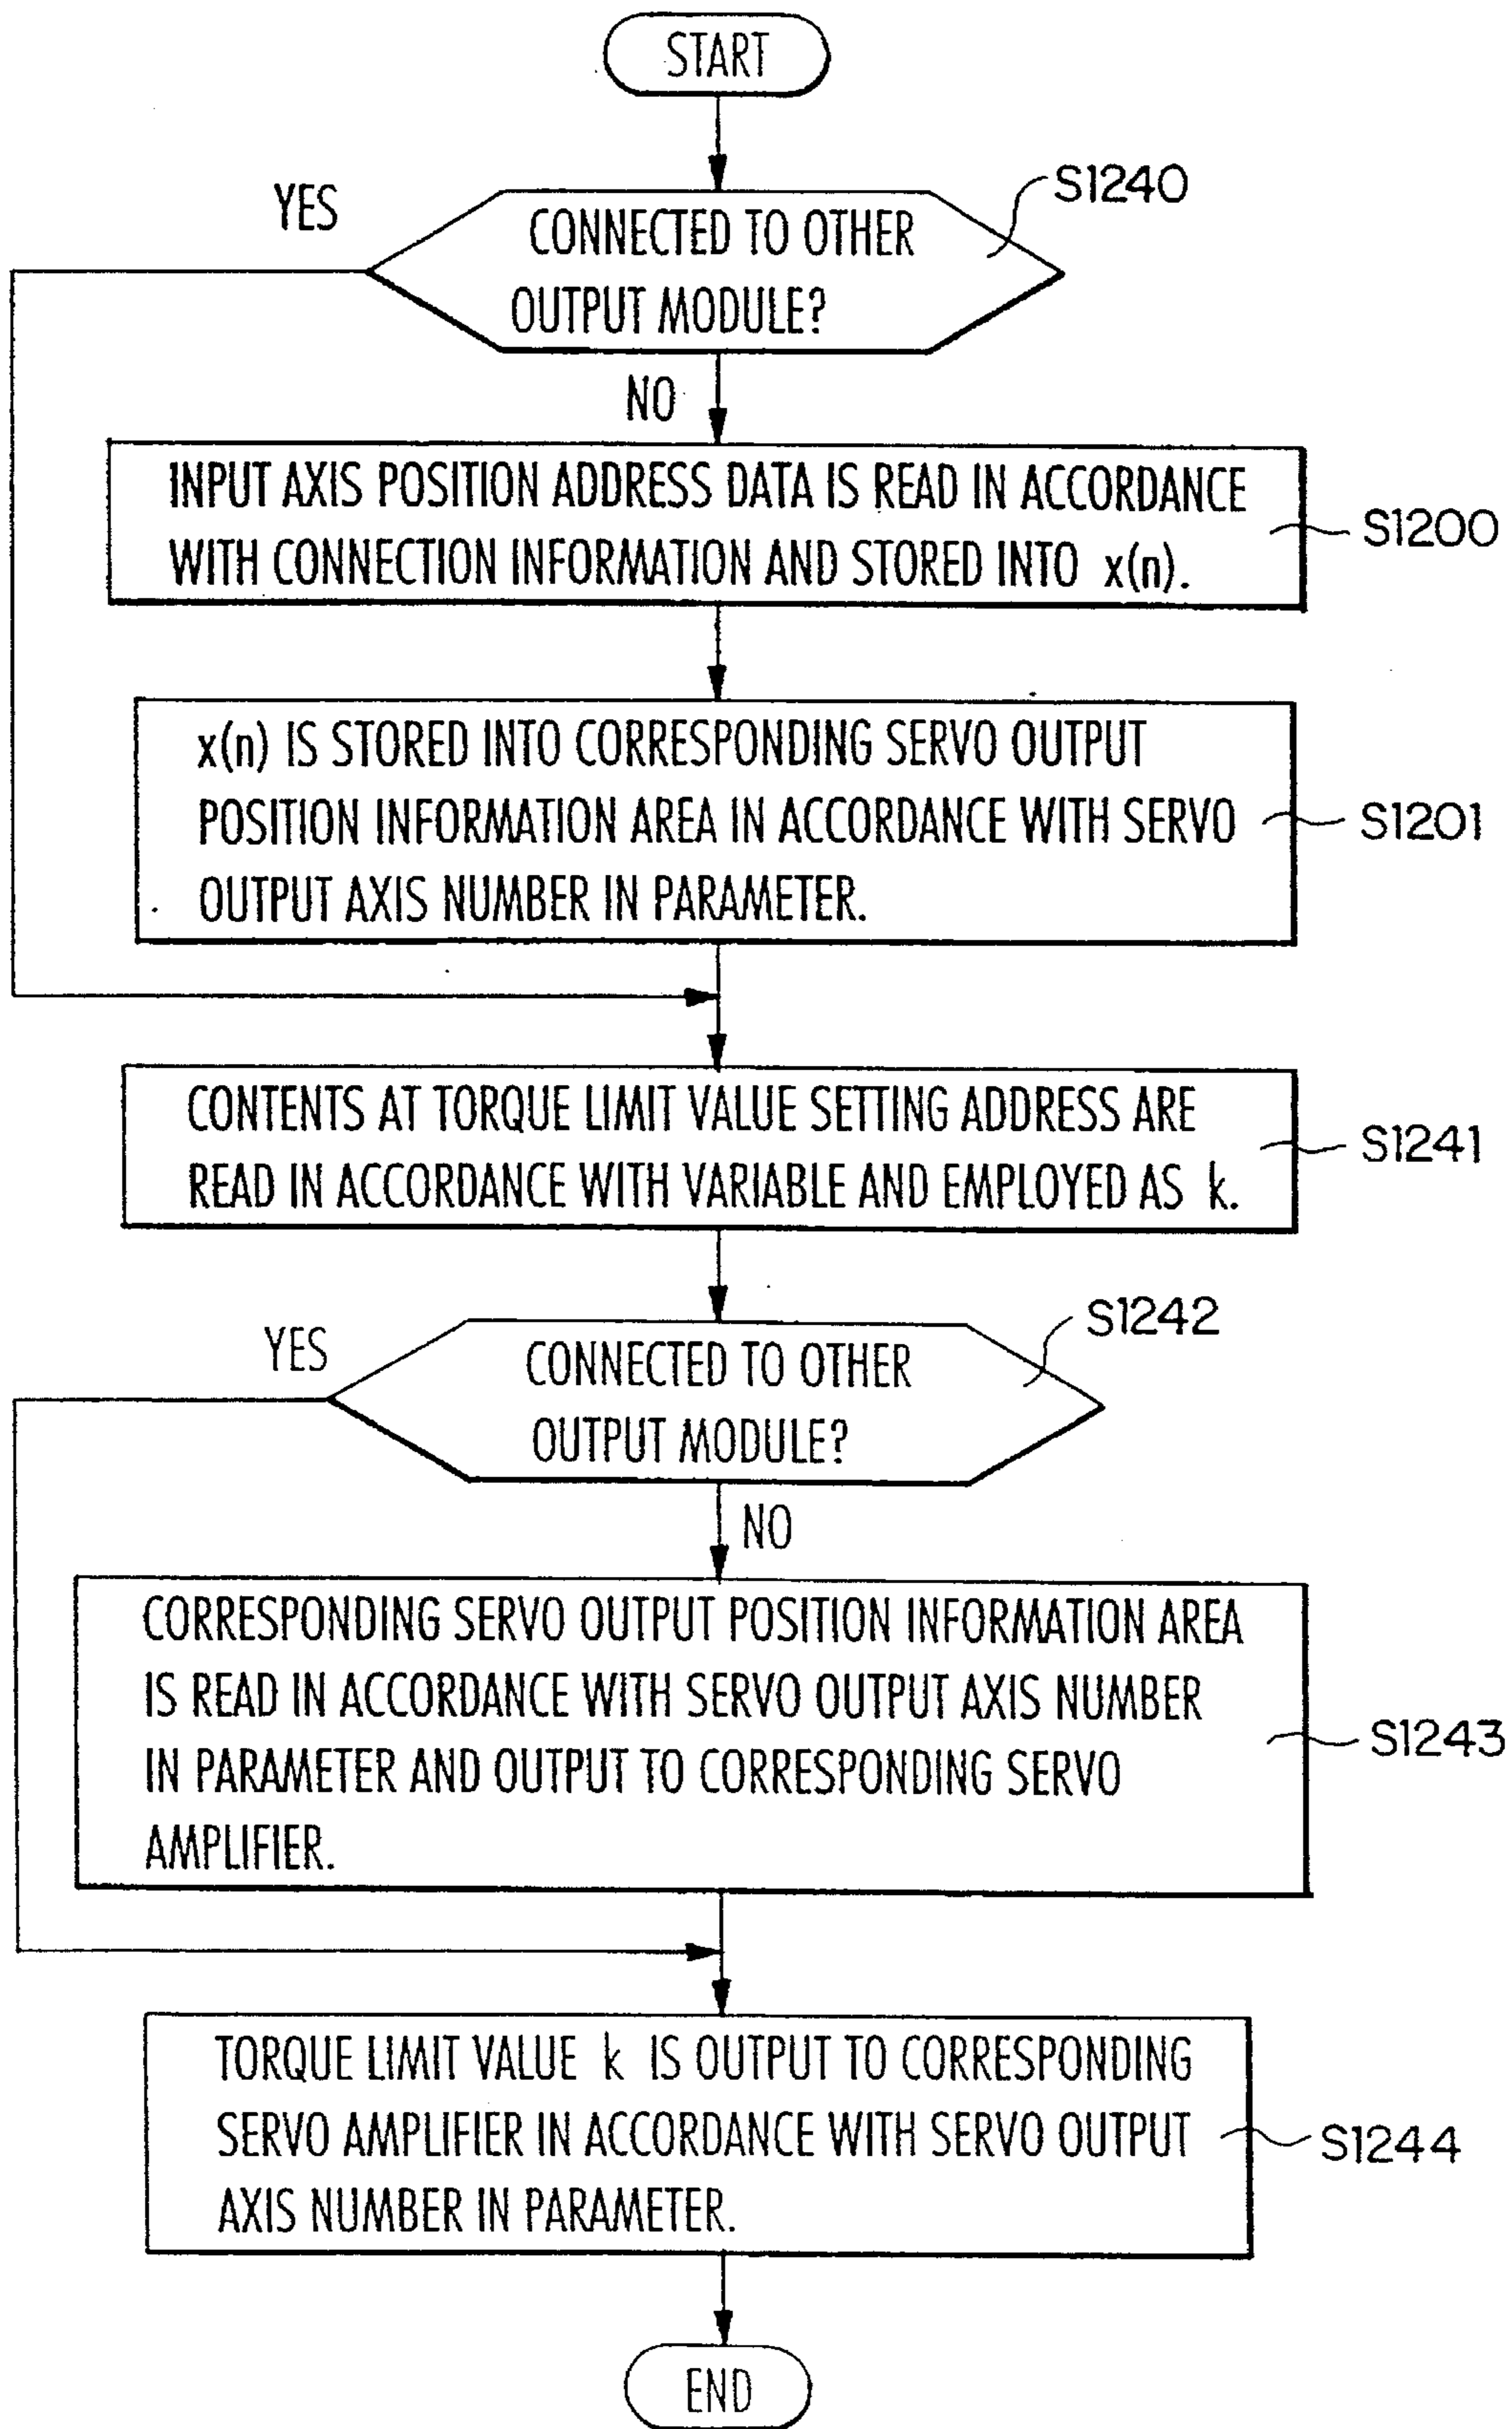 START
YES
S1240
CONNECTED TO OTHER
OUTPUT MODULE?
NO
INPUT AXIS POSITION ADDRESS DATA IS READ IN ACCORDANCE
WITH CONNECTION INFORMATION AND STORED INTO x(n).
S1200
x(n) IS STORED INTO CORRESPONDING SERVO OUTPUT
POSITION INFORMATION AREA IN ACCORDANCE WITH SERVO
OUTPUT AXIS NUMBER IN PARAMETER.
S1201
CONTENTS AT TORQUE LIMIT VALUE SETTING ADDRESS ARE
READ IN ACCORDANCE WITH VARIABLE AND EMPLOYED AS k.
S1241
YES
S1242
CONNECTED TO OTHER
OUTPUT MODULE?
NO
CORRESPONDING SERVO OUTPUT POSITION INFORMATION AREA
IS READ IN ACCORDANCE WITH SERVO OUTPUT AXIS NUMBER
IN PARAMETER AND OUTPUT TO CORRESPONDING SERVO
AMPLIFIER.
S1243
TORQUE LIMIT VALUE k IS OUTPUT TO CORRESPONDING
SERVO AMPLIFIER IN ACCORDANCE WITH SERVO OUTPUT
AXIS NUMBER IN PARAMETER.
S1244
END